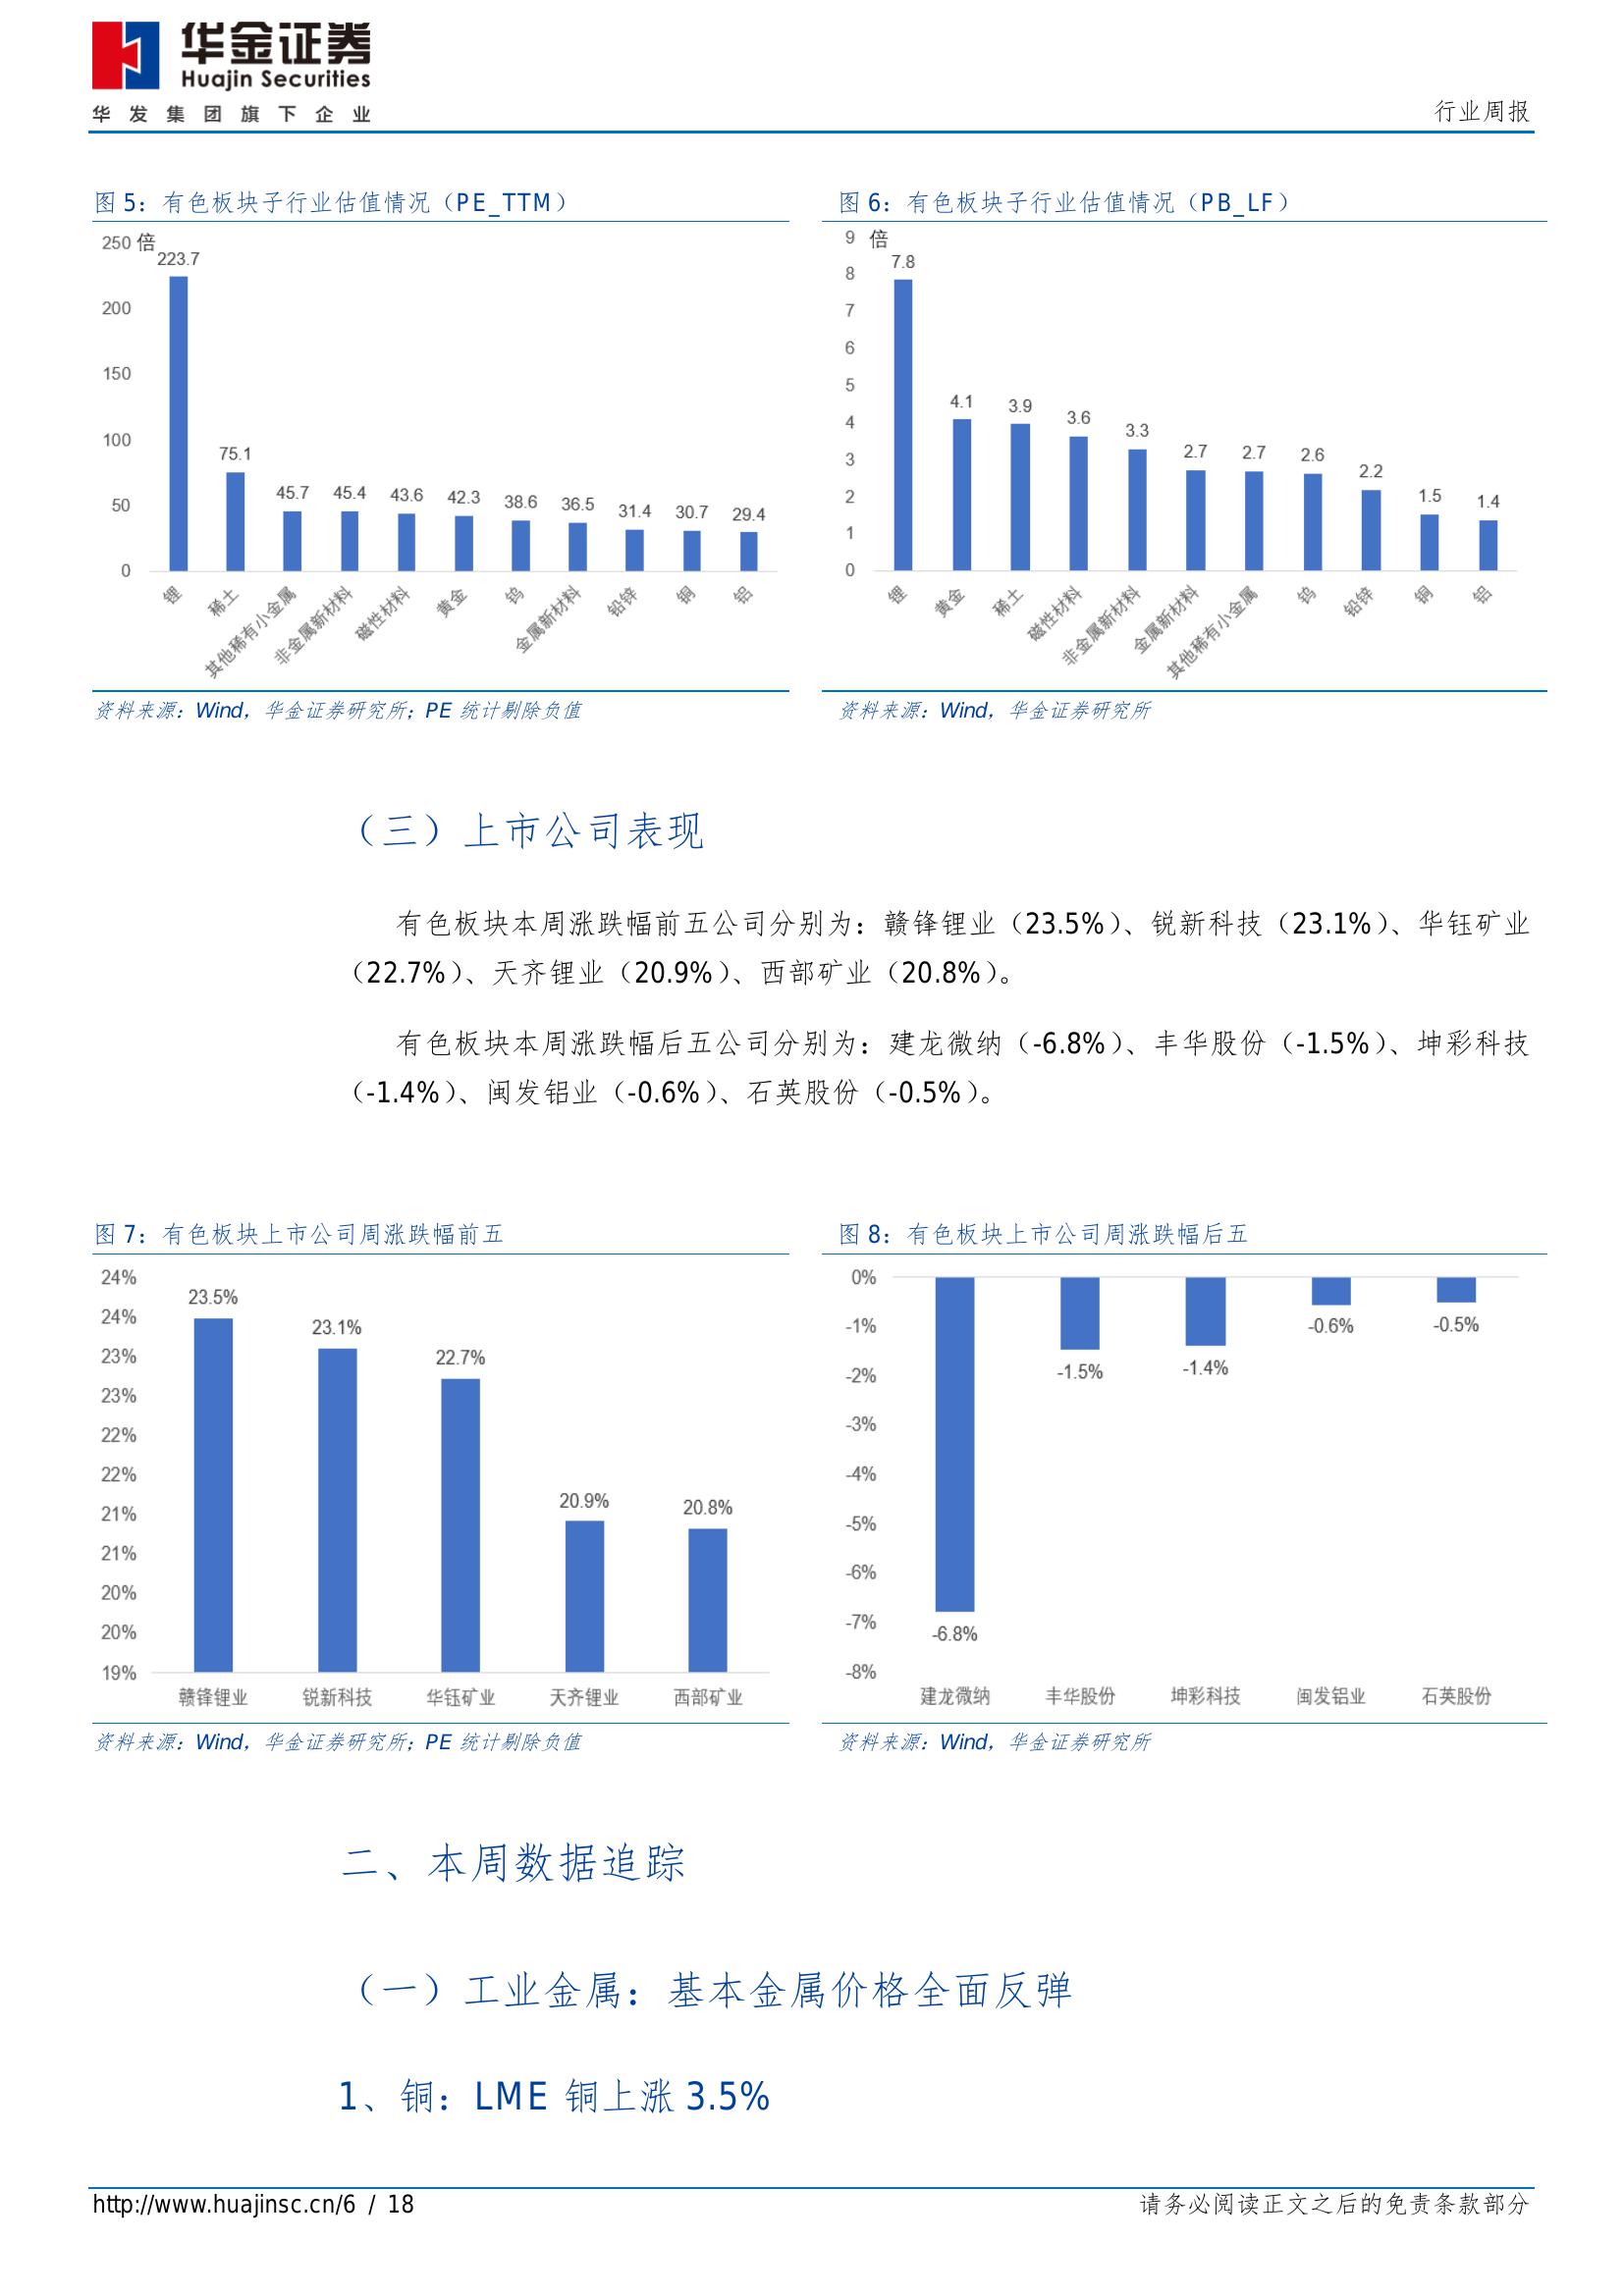 华金证券
Huajin Securities
华发集团旗下企业
行业周报
图 5：有色板块子行业估值情况（PE_TTM）
250 倍
223.7
200
150
100
75.1
50
45.7 45.4 43.6 42.3 38.6 36.5 31.4 30.7 29.4
0
锂 稀土 其他稀有小金属 非金属新材料 磁性材料 黄金 钨 金属新材料 铅锌 铜 铝
资料来源：Wind，华金证券研究所；PE 统计剔除负值
图 6：有色板块子行业估值情况（PB_LF）
9 倍
7.8
8
7
6
5
4.1 3.9 3.6 3.3 2.7 2.7 2.6 2.2 1.5 1.4
4
3
2
1
0
锂 黄金 稀土 磁性材料 非金属新材料 金属新材料 其他稀有小金属 钨 铅锌 铜 铝
资料来源：Wind，华金证券研究所
（三）上市公司表现
有色板块本周涨跌幅前五公司分别为：赣锋锂业（23.5%）、锐新科技（23.1%）、华钰矿业
（22.7%）、天齐锂业（20.9%）、西部矿业（20.8%）。
有色板块本周涨跌幅后五公司分别为：建龙微纳（-6.8%）、丰华股份（-1.5%）、坤彩科技
（-1.4%）、闽发铝业（-0.6%）、石英股份（-0.5%）。
图 7：有色板块上市公司周涨跌幅前五
24%
24%
23%
23%
22%
22%
21%
21%
20%
20%
19%
23.5% 23.1% 22.7% 20.9% 20.8%
赣锋锂业 锐新科技 华钰矿业 天齐锂业 西部矿业
资料来源：Wind，华金证券研究所；PE 统计剔除负值
图 8：有色板块上市公司周涨跌幅后五
0%
-1%
-2%
-3%
-4%
-5%
-6%
-7%
-8%
-6.8% -1.5% -1.4% -0.6% -0.5%
建龙微纳 丰华股份 坤彩科技 闽发铝业 石英股份
资料来源：Wind，华金证券研究所
二、本周数据追踪
（一）工业金属：基本金属价格全面反弹
1、铜：LME 铜上涨 3.5%
http://www.huajinsc.cn/6 / 18
请务必阅读正文之后的免责条款部分